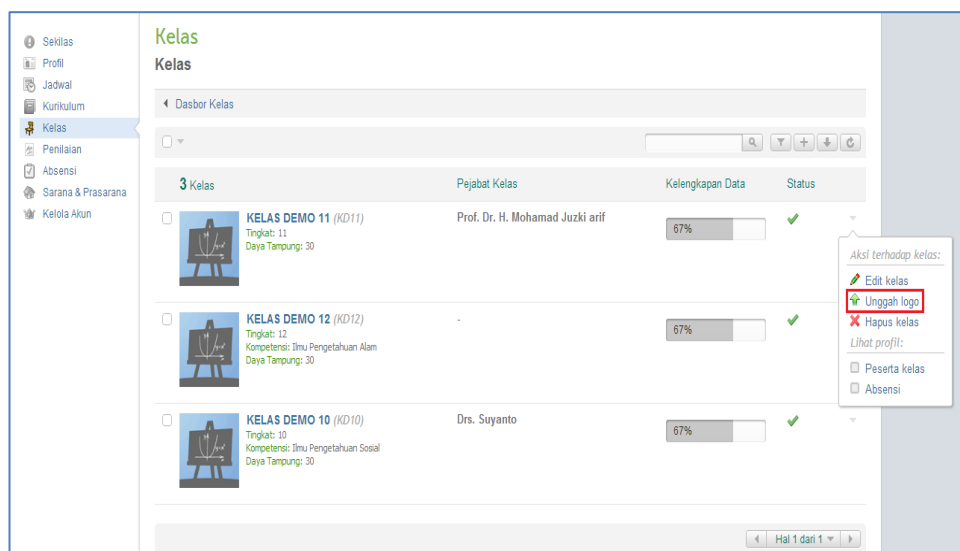 Sekilas
Profil
Jadwal
Kurikulum
Kelas
Penilaian
Absensi
Sarana & Prasarana
Kelola Akun
Kelas
Kelas
Dasbor Kelas
3 Kelas Pejabat Kelas Kelengkapan Data Status
KELAS DEMO 11 (KD11) Prof. Dr. H. Mohamad Juzki arif 67%
Tingkat: 11
Daya Tampung: 30
KELAS DEMO 12 (KD12) - 67%
Tingkat: 12
Kompetensi: Ilmu Pengetahuan Alam
Daya Tampung: 30
KELAS DEMO 10 (KD10) Drs. Suyanto 67%
Tingkat: 10
Kompetensi: Ilmu Pengetahuan Sosial
Daya Tampung: 30
Aksi terhadap kelas:
Edit kelas
Unggah logo
Hapus kelas
Lihat profil:
Peserta kelas
Absensi
Hal 1 dari 1